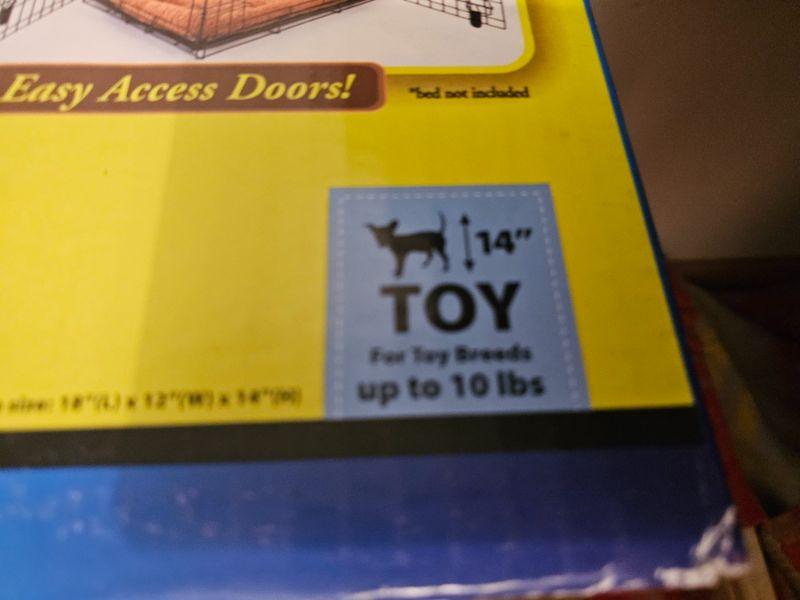 Easy Access Doors!
*bed not included
14"
TOY
For Toy Breeds
up to 10 lbs
size: 18"(L) x 12"(W) x 14"(H)